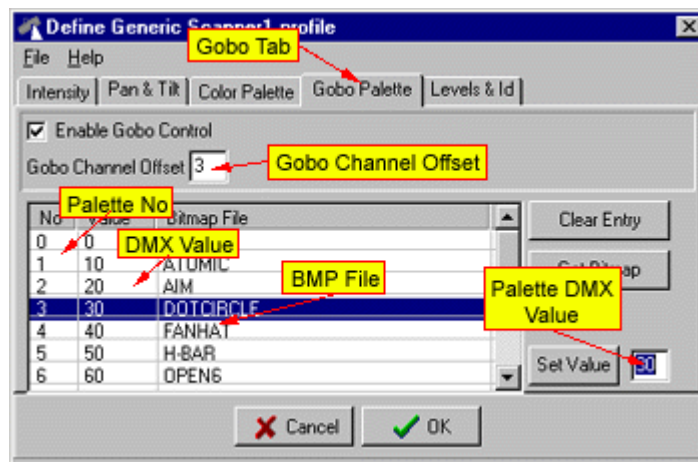 Define Generic Scanner1 profile
Gobo Tab
File Help
Intensity Pan & Tilt Color Palette Gobo Palette Levels & Id
Enable Gobo Control
Gobo Channel Offset 3 Gobo Channel Offset
No Value Bitmap File
Palette No
Clear Entry
0 0
DMX Value
1 10 ATOMIC
Get Bitmap
2 20 AIM
BMP File
Palette DMX
Value
3 30 DOTCIRCLE
4 40 FANHAT
5 50 H-BAR
Set Value 30
6 60 OPEN6
Cancel OK